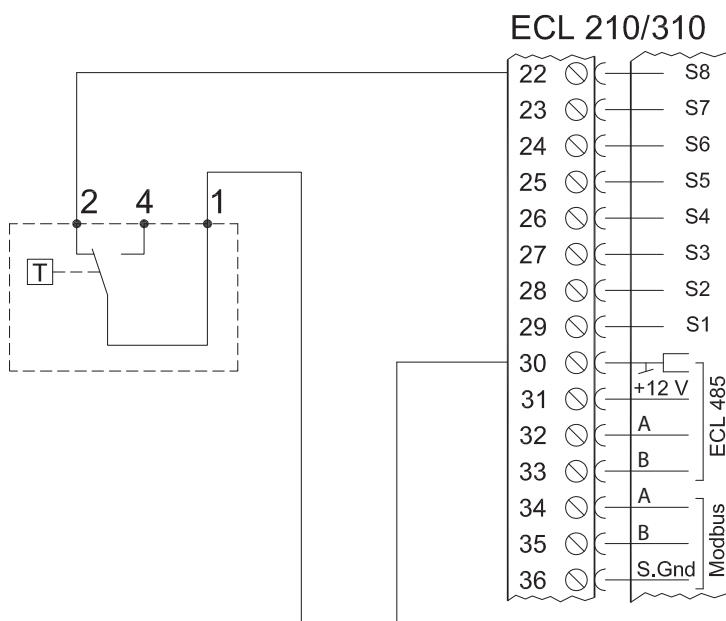 ECL 210/310
22 S8
23 S7
24 S6
25 S5
2 4 1
26 S4
27 S3
T
28 S2
29 S1
30
31 +12 V
32 A
33 B
ECL 485
34 A
35 B
36 S.Gnd
Modbus